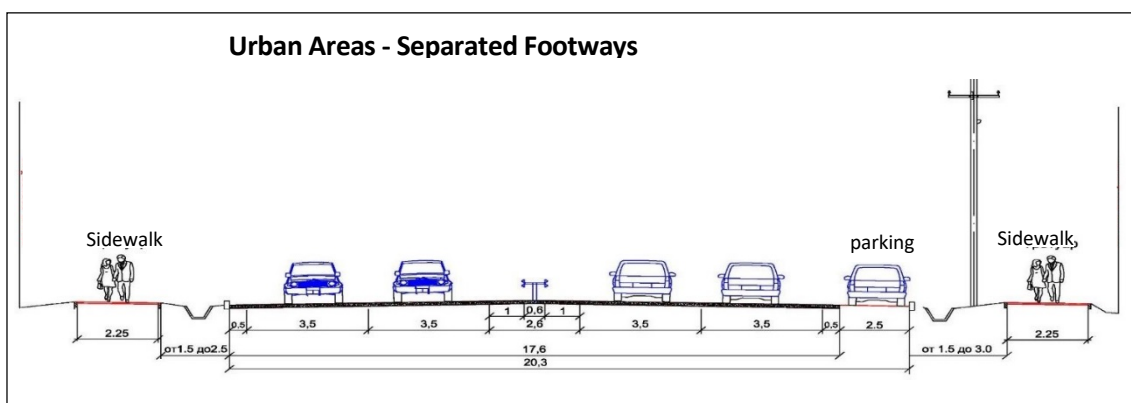 Urban Areas - Separated Footways
Sidewalk
parking
Sidewalk
0.5
3,5
3,5
1
0,6
1
2,6
3,5
3,5
0,5
2.5
2.25
от1.5 до2.5
17,6
20,3
от 1.5 до 3.0
2.25